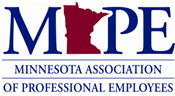 MAPE
MINNESOTA ASSOCIATION
OF PROFESSIONAL EMPLOYEES